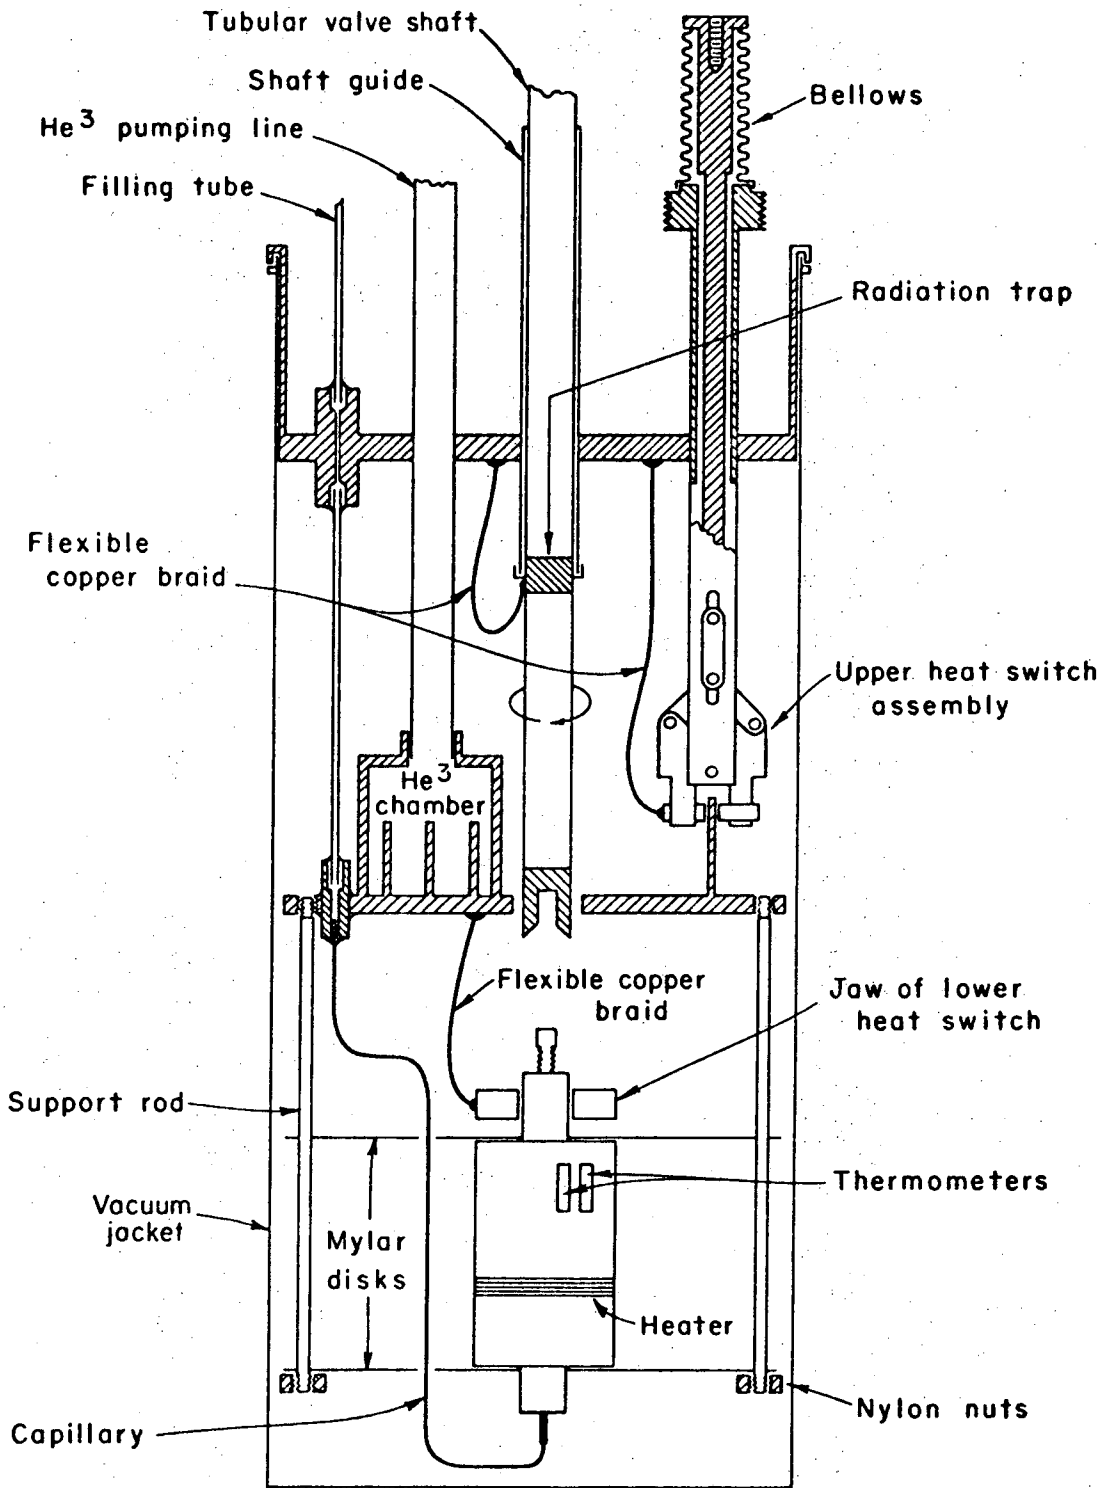 Tubular valve shaft
Shaft guide
He3 pumping line
Filling tube
Bellows
Radiation trap
Flexible
copper braid
Upper heat switch
assembly
He3
chamber
Flexible copper
braid
Jaw of lower
heat switch
Support rod
Thermometers
Vacuum
jacket
Mylar
disks
Heater
Nylon nuts
Capillary